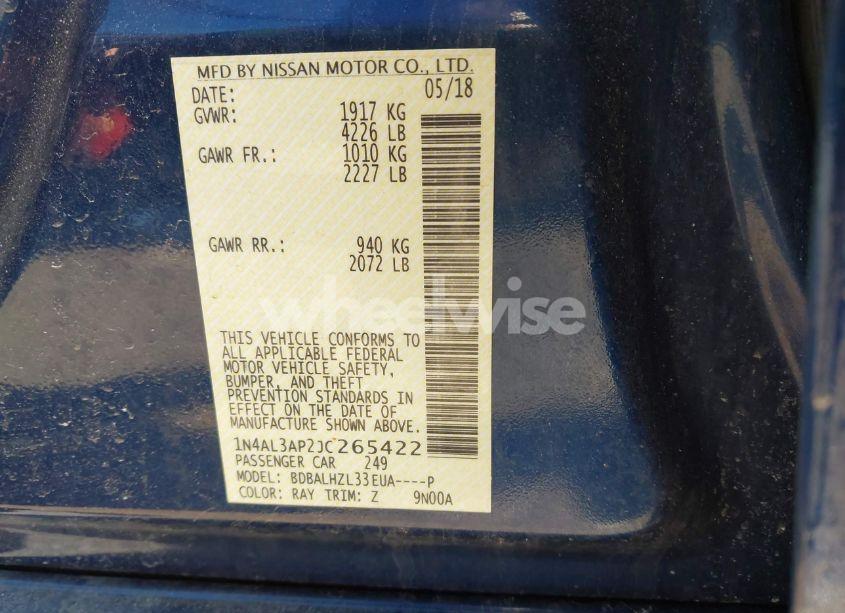 MFD BY NISSAN MOTOR CO., LTD.
DATE: 05/18
GVWR: 1917 KG
4226 LB
GAWR FR.: 1010 KG
2227 LB
GAWR RR.: 940 KG
2072 LB
wheelwise
THIS VEHICLE CONFORMS TO
ALL APPLICABLE FEDERAL
MOTOR VEHICLE SAFETY,
BUMPER, AND THEFT
PREVENTION STANDARDS IN
EFFECT ON THE DATE OF
MANUFACTURE SHOWN ABOVE.
1N4AL3AP2JC265422
PASSENGER CAR 249
MODEL: BDBALHZL33EUA----P
COLOR: RAY TRIM: Z 9N00A